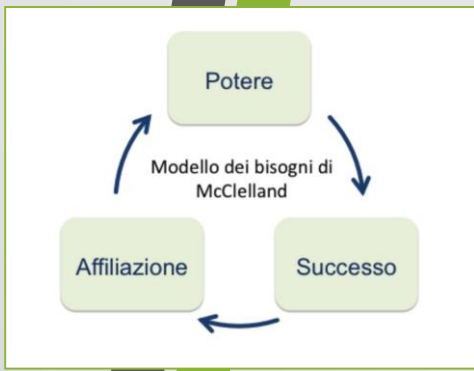 Potere
Modello dei bisogni di
McClelland
Affiliazione
Successo